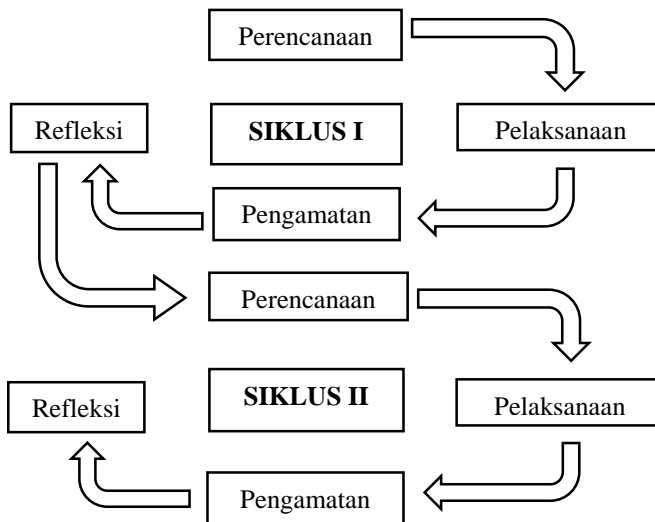 Perencanaan
Refleksi
SIKLUS I
Pelaksanaan
Pengamatan
Perencanaan
Refleksi
SIKLUS II
Pelaksanaan
Pengamatan